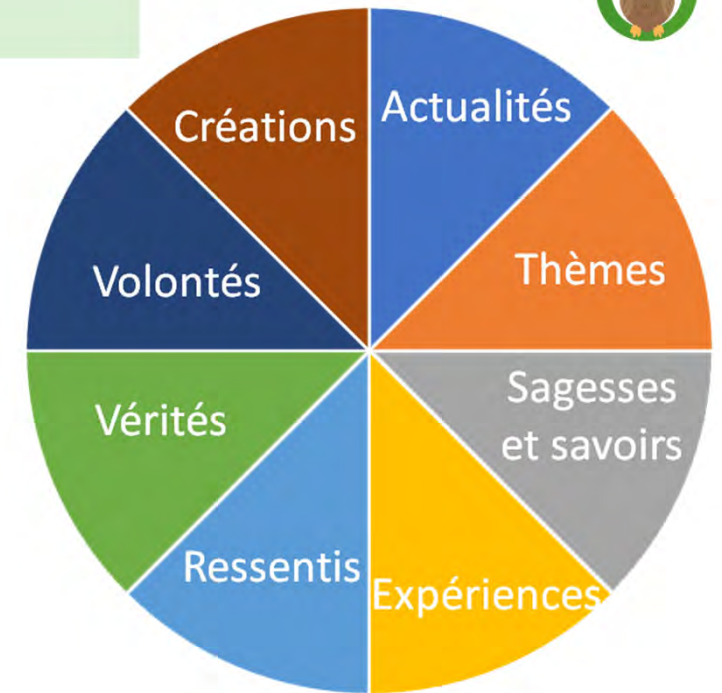 Actualités
Thèmes
Sagesses
et savoirs
Expériences
Ressentis
Vérités
Volontés
Créations